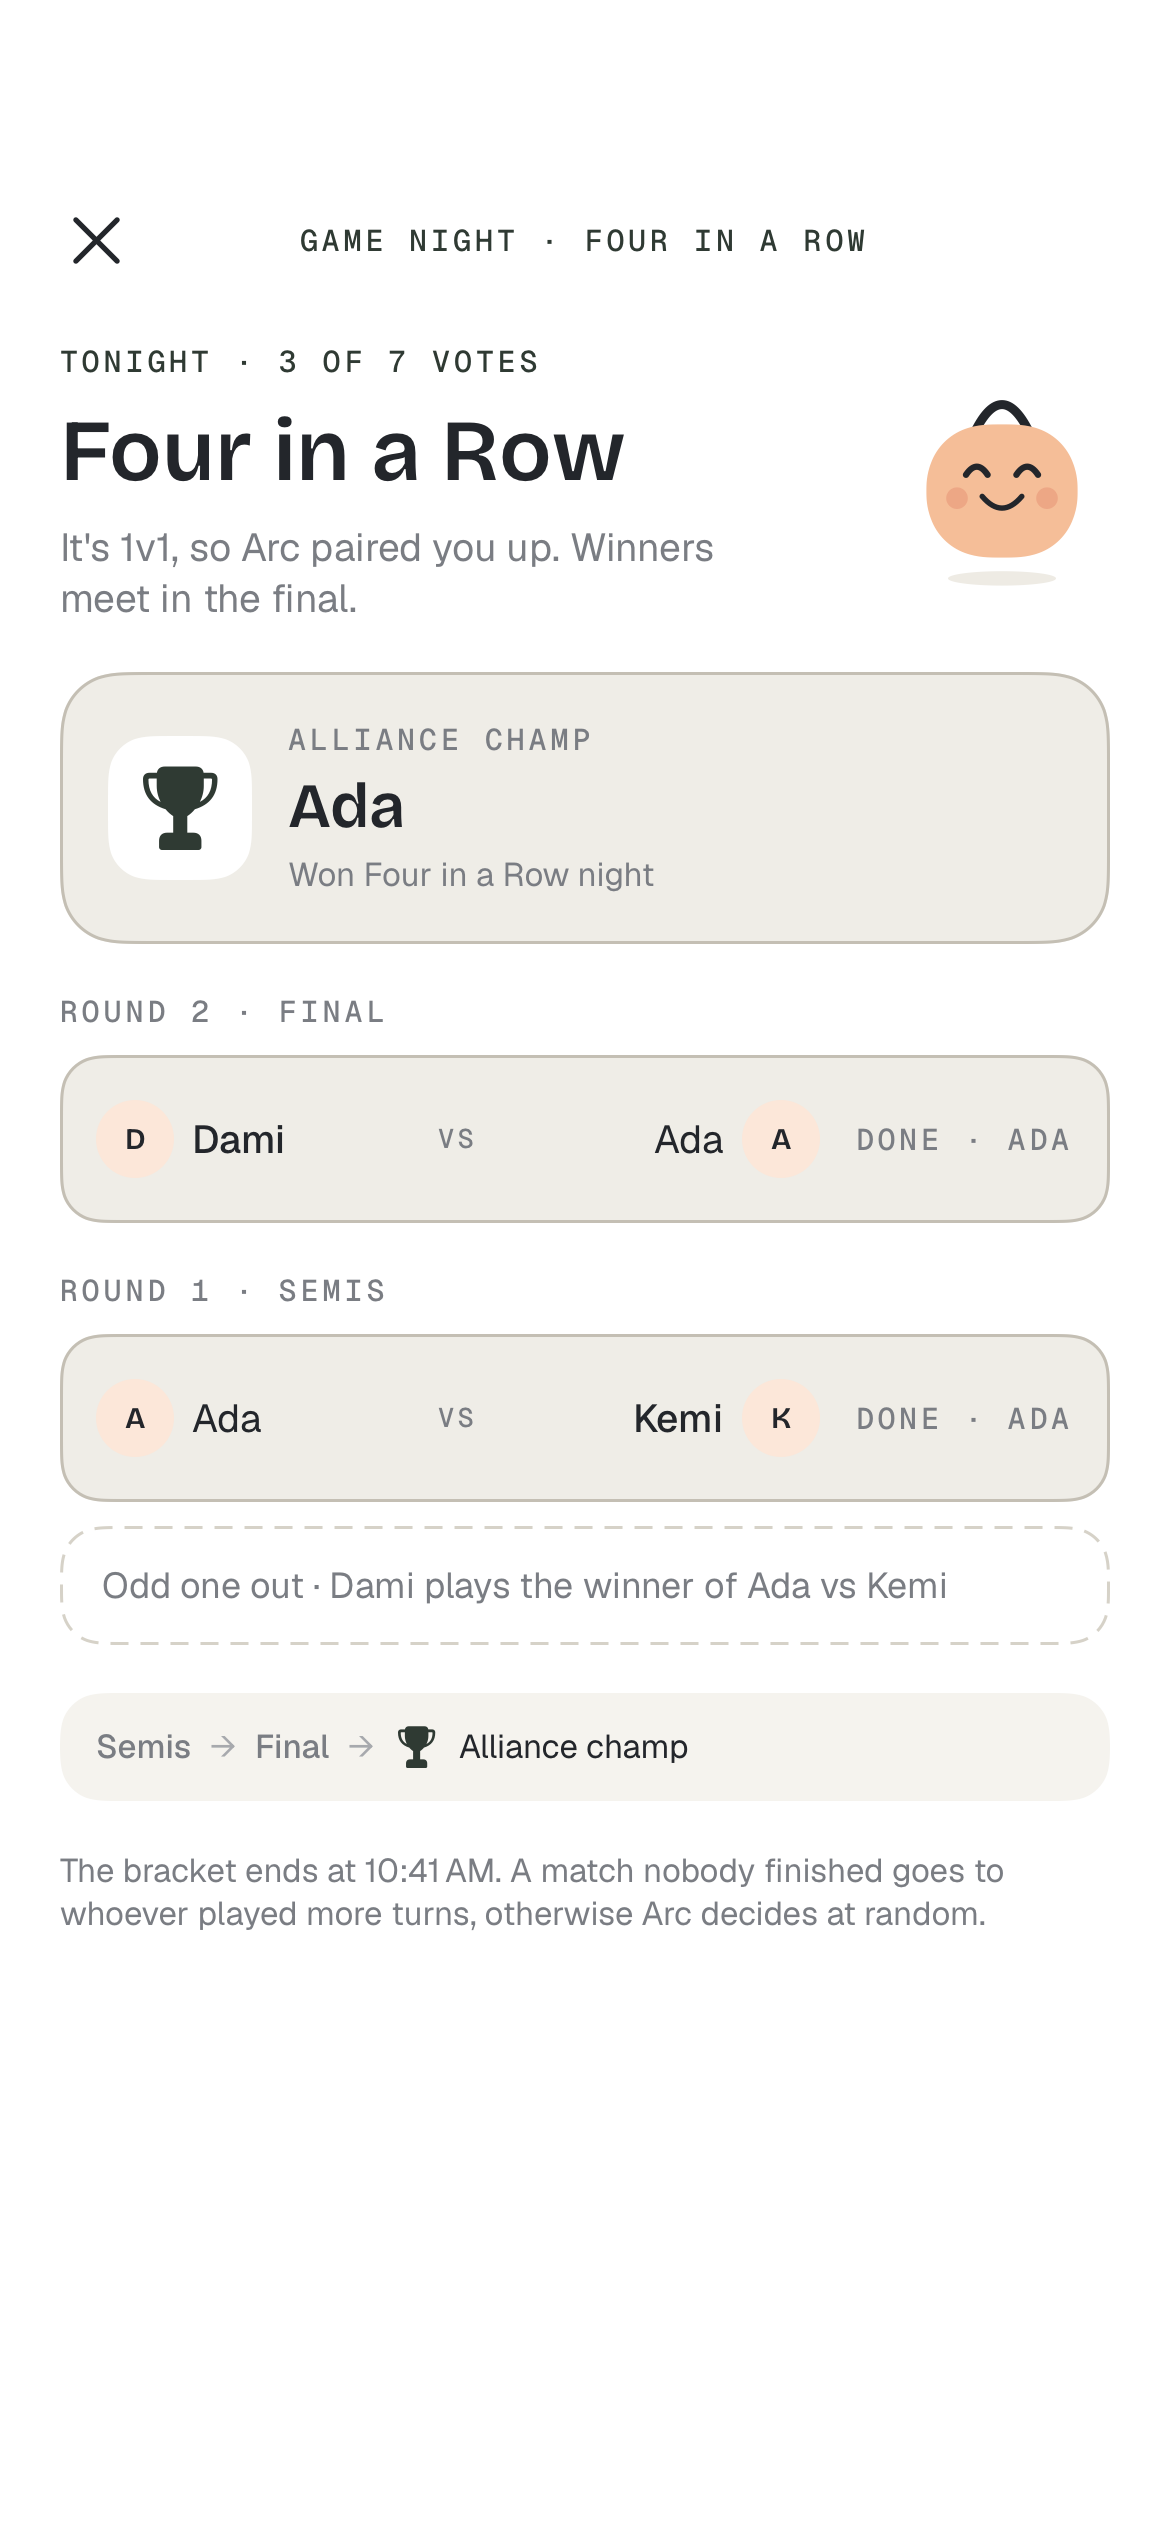 GAME NIGHT · FOUR IN A ROW
TONIGHT · 3 OF 7 VOTES
Four in a Row
It's 1v1, so Arc paired you up. Winners
meet in the final.
ALLIANCE CHAMP
Ada
Won Four in a Row night
ROUND 2 · FINAL
D Dami VS Ada A DONE · ADA
ROUND 1 · SEMIS
A Ada VS Kemi K DONE · ADA
Odd one out · Dami plays the winner of Ada vs Kemi
Semis → Final → Alliance champ
The bracket ends at 10:41 AM. A match nobody finished goes to
whoever played more turns, otherwise Arc decides at random.